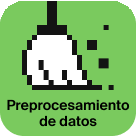 Preprocesamiento
de datos